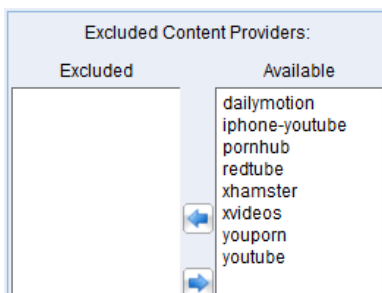 Excluded Content Providers:
Excluded Available
dailymotion
iphone-youtube
pornhub
redtube
xhamster
xvideos
youporn
youtube